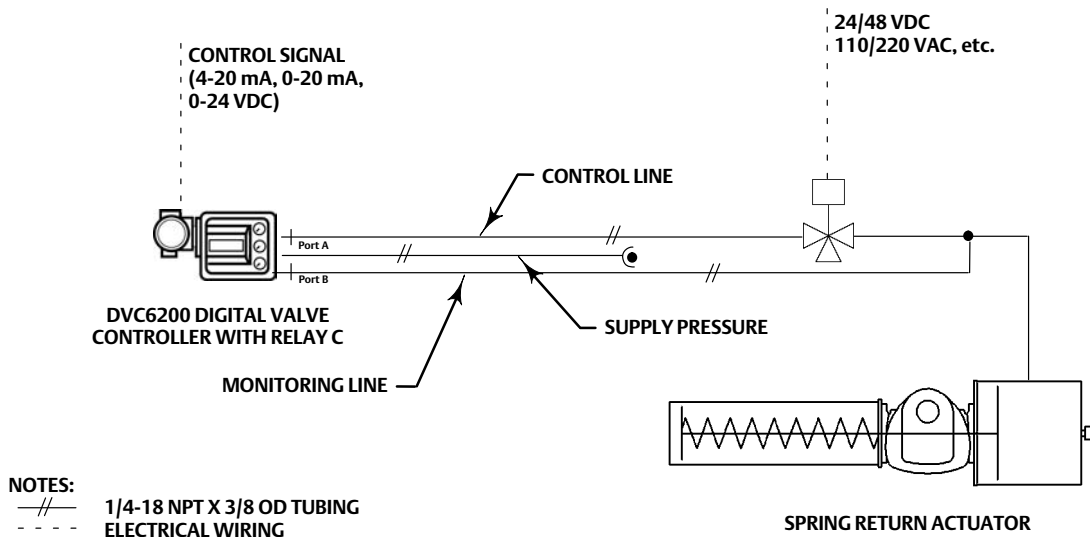 CONTROL SIGNAL
(4-20 mA, 0-20 mA,
0-24 VDC)
24/48 VDC
110/220 VAC, etc.
CONTROL LINE
Port A
Port B
DVC6200 DIGITAL VALVE
CONTROLLER WITH RELAY C
SUPPLY PRESSURE
MONITORING LINE
NOTES:
1/4-18 NPT X 3/8 OD TUBING
ELECTRICAL WIRING
SPRING RETURN ACTUATOR